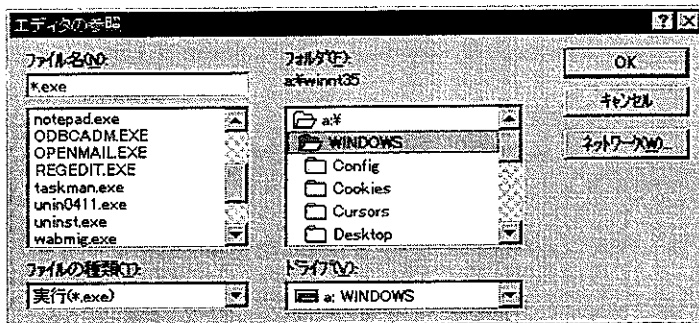 エディタの参照
ファイル名(N):
*.exe
notepad.exe
ODBCADM.EXE
OPENMAIL.EXE
REGEDIT.EXE
taskman.exe
unin0411.exe
uninst.exe
wabmig.exe
ファイルの種類(T):
実行(*.exe)
フォルダ(F):
a:¥winnt35
a:¥
WINDOWS
Config
Cookies
Cursors
Desktop
ドライブ(V):
a: WINDOWS
OK
キャンセル
ネットワーク(W)...